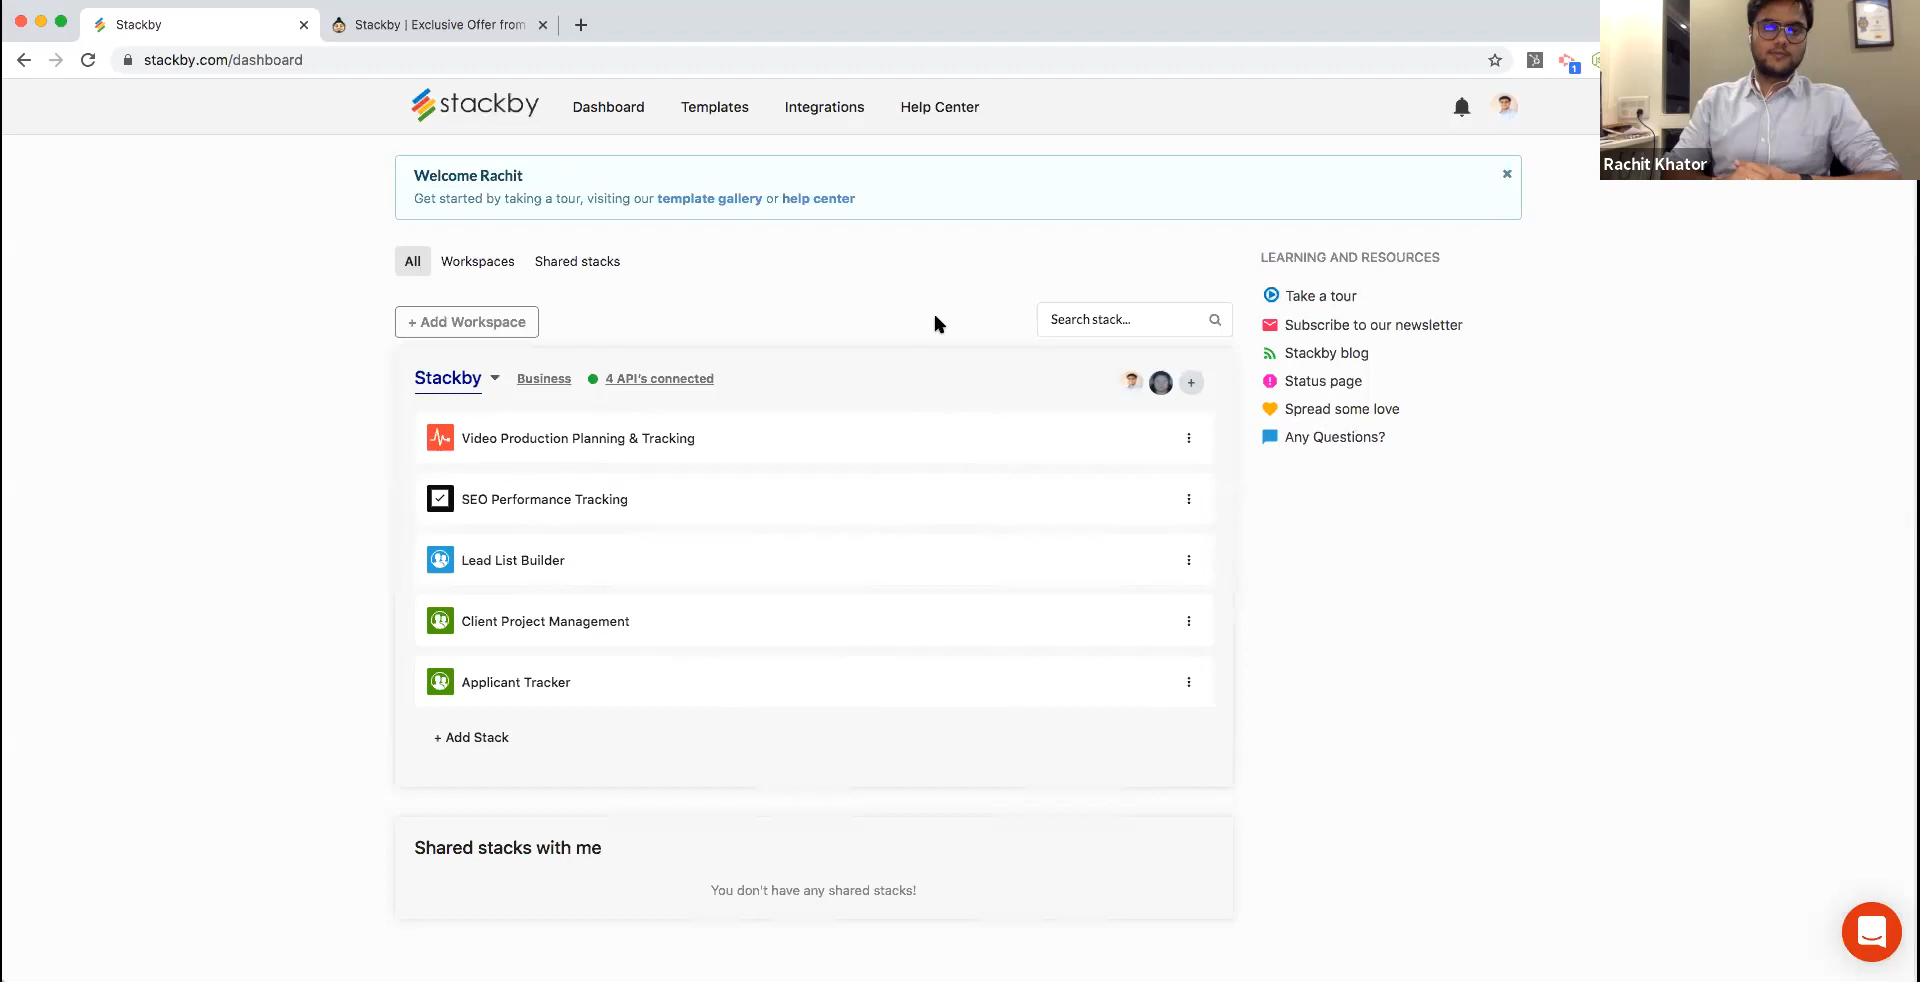 Stackby
Stackby | Exclusive Offer from
stackby.com/dashboard
1
stackby
Dashboard
Templates
Integrations
Help Center
Rachit Khator
Welcome Rachit
Get started by taking a tour, visiting our template gallery or help center
All
Workspaces
Shared stacks
+ Add Workspace
Search stack...
Stackby
Business
4 API's connected
+
Video Production Planning & Tracking
SEO Performance Tracking
Lead List Builder
Client Project Management
Applicant Tracker
+ Add Stack
Shared stacks with me
You don't have any shared stacks!
LEARNING AND RESOURCES
Take a tour
Subscribe to our newsletter
Stackby blog
Status page
Spread some love
Any Questions?